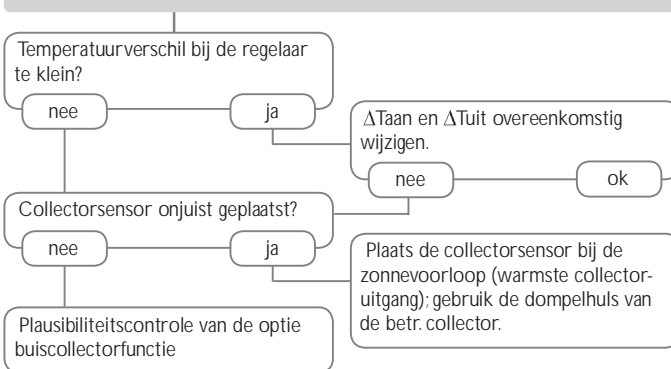 Temperatuurverschil bij de regelaar
te klein?
nee
ja
ΔTaan en ΔTuit overeenkomstig
wijzigen.
nee
ok
Collectorsensor onjuist geplaatst?
nee
ja
Plaats de collectorsensor bij de
zonnevoorloop (warmste collector-
uitgang); gebruik de dompelhuls van
de betr. collector.
Plausibiliteitscontrole van de optie
buiscollectorfunctie